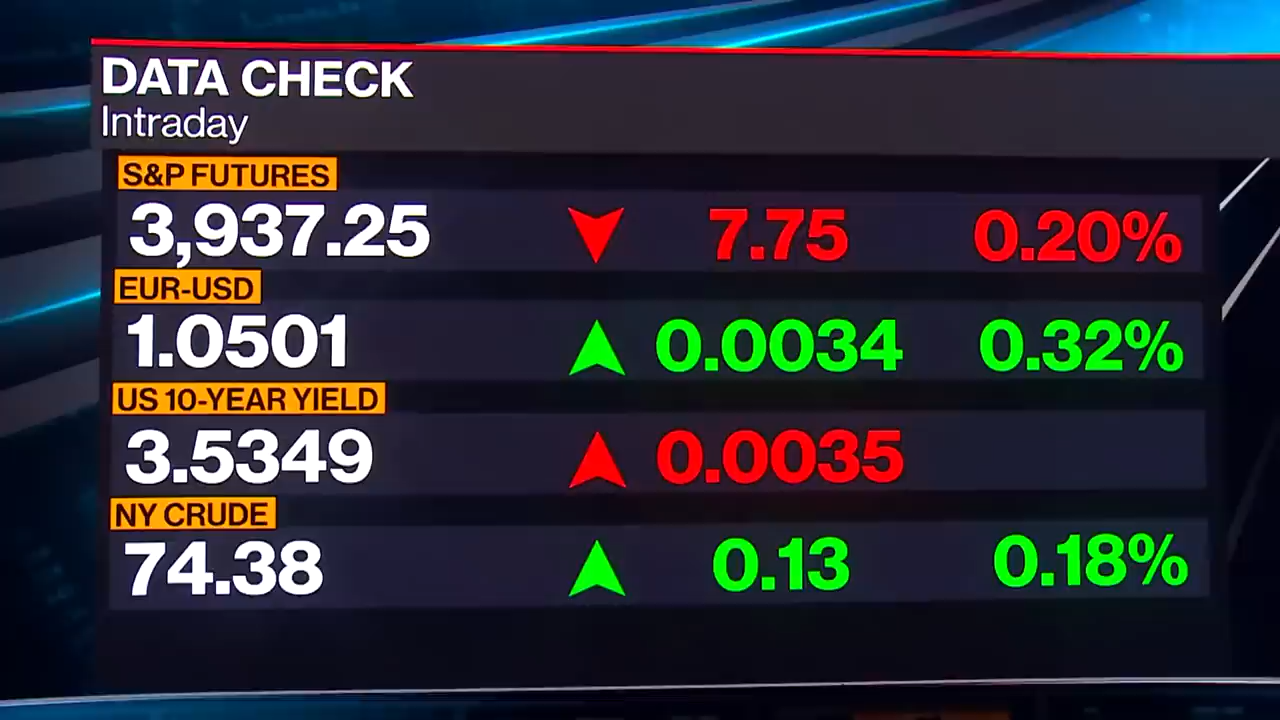 DATA CHECK
Intraday
S&P FUTURES
3,937.25 7.75 0.20%
EUR-USD
1.0501 0.0034 0.32%
US 10-YEAR YIELD
3.5349 0.0035
NY CRUDE
74.38 0.13 0.18%